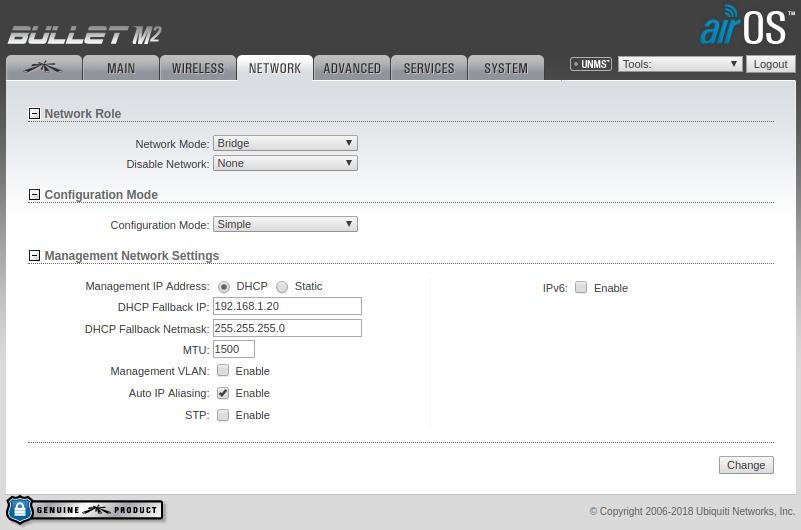 BULLET M2
airOS™
MAIN
WIRELESS
NETWORK
ADVANCED
SERVICES
SYSTEM
UNMS™
Tools:
Logout
Network Role
Network Mode: Bridge
Disable Network: None
Configuration Mode
Configuration Mode: Simple
Management Network Settings
Management IP Address: DHCP Static
IPv6: Enable
DHCP Fallback IP: 192.168.1.20
DHCP Fallback Netmask: 255.255.255.0
MTU: 1500
Management VLAN: Enable
Auto IP Aliasing: Enable
STP: Enable
Change
GENUINE PRODUCT
© Copyright 2006-2018 Ubiquiti Networks, Inc.